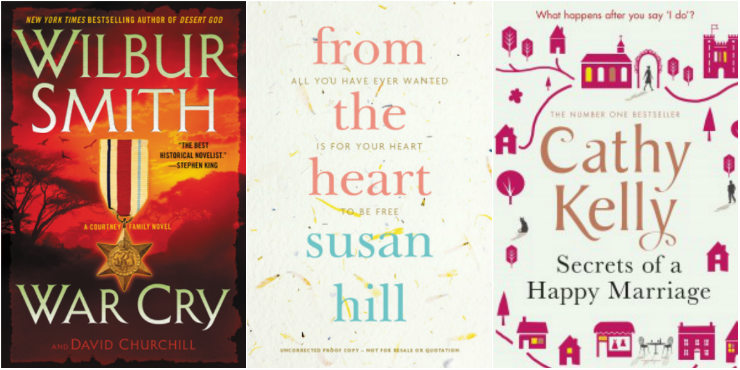 NEW YORK TIMES BESTSELLING AUTHOR OF DESERT GOD
WILBUR
SMITH
"THE BEST
HISTORICAL NOVELIST."
—STEPHEN KING
A COURTNEY FAMILY NOVEL
WAR CRY
AND DAVID CHURCHILL
from
ALL YOU HAVE EVER WANTED
the
IS FOR YOUR HEART
heart
TO BE FREE
susan
hill
UNCORRECTED PROOF COPY – NOT FOR RESALE OR QUOTATION
What happens after you say 'I do'?
THE NUMBER ONE BESTSELLER
Cathy
Kelly
Secrets of a
Happy Marriage